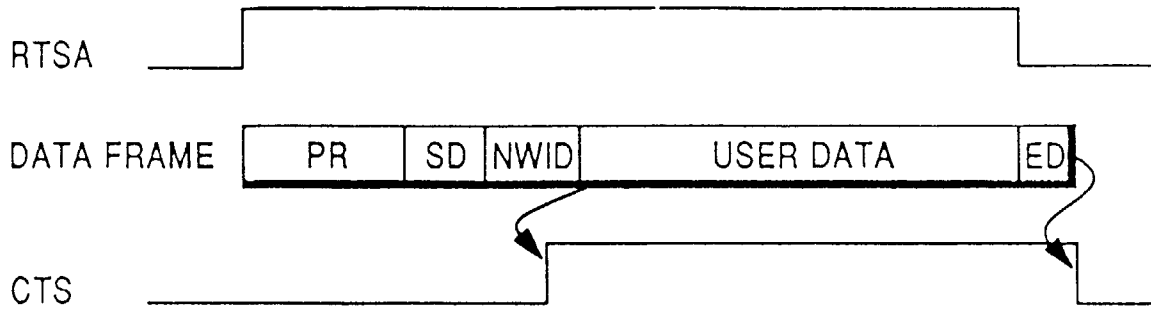 RTSA
DATA FRAME PR SD NWID USER DATA ED
CTS